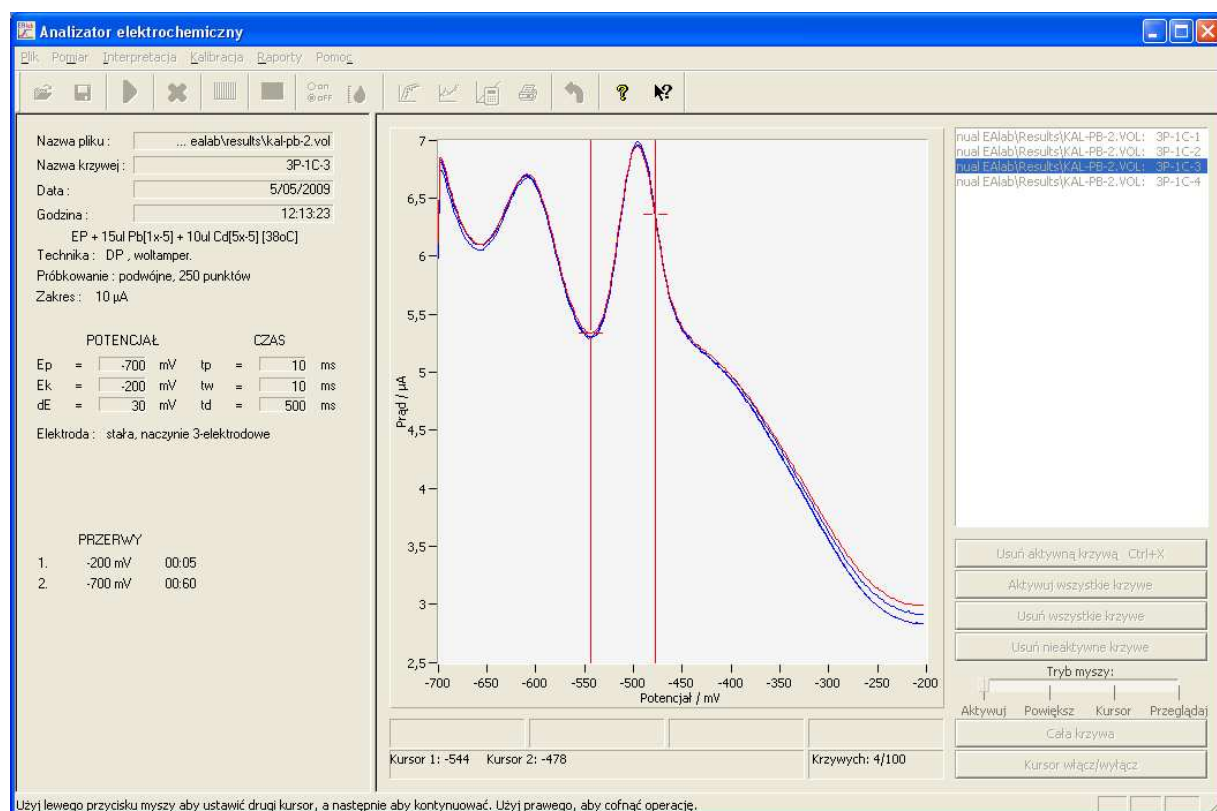 Analizator elektrochemiczny
Plik Pomiar Interpretacja Kalibracja Raporty Pomoc
on
off
Nazwa pliku : ... ealab\results\kal-pb-2.vol
Nazwa krzywej : 3P-1C-3
Data : 5/05/2009
Godzina : 12:13:23
EP + 15ul Pb[1x-5] + 10ul Cd[5x-5] [38oC]
Technika : DP , woltamper.
Próbkowanie : podwójne, 250 punktów
Zakres : 10 µA
POTENCJAŁ CZAS
Ep = -700 mV tp = 10 ms
Ek = -200 mV tw = 10 ms
dE = 30 mV td = 500 ms
Elektroda : stała, naczynie 3-elektrodowe
PRZERWY
1. -200 mV 00:05
2. -700 mV 00:60
7
6,5
6
5,5
5
4,5
4
3,5
3
2,5
Prąd / µA
-700 -650 -600 -550 -500 -450 -400 -350 -300 -250 -200
Potencjał / mV
Kursor 1: -544 Kursor 2: -478 Krzywych: 4/100
nual EAlab\Results\KAL-PB-2.VOL: 3P-1C-1
nual EAlab\Results\KAL-PB-2.VOL: 3P-1C-2
nual EAlab\Results\KAL-PB-2.VOL: 3P-1C-3
nual EAlab\Results\KAL-PB-2.VOL: 3P-1C-4
Usuń aktywną krzywą Ctrl+X
Aktywuj wszystkie krzywe
Usuń wszystkie krzywe
Usuń nieaktywne krzywe
Tryb myszy:
Aktywuj Powiększ Kursor Przeglądaj
Cała krzywa
Kursor włącz/wyłącz
Użyj lewego przycisku myszy aby ustawić drugi kursor, a następnie aby kontynuować. Użyj prawego, aby cofnąć operację.